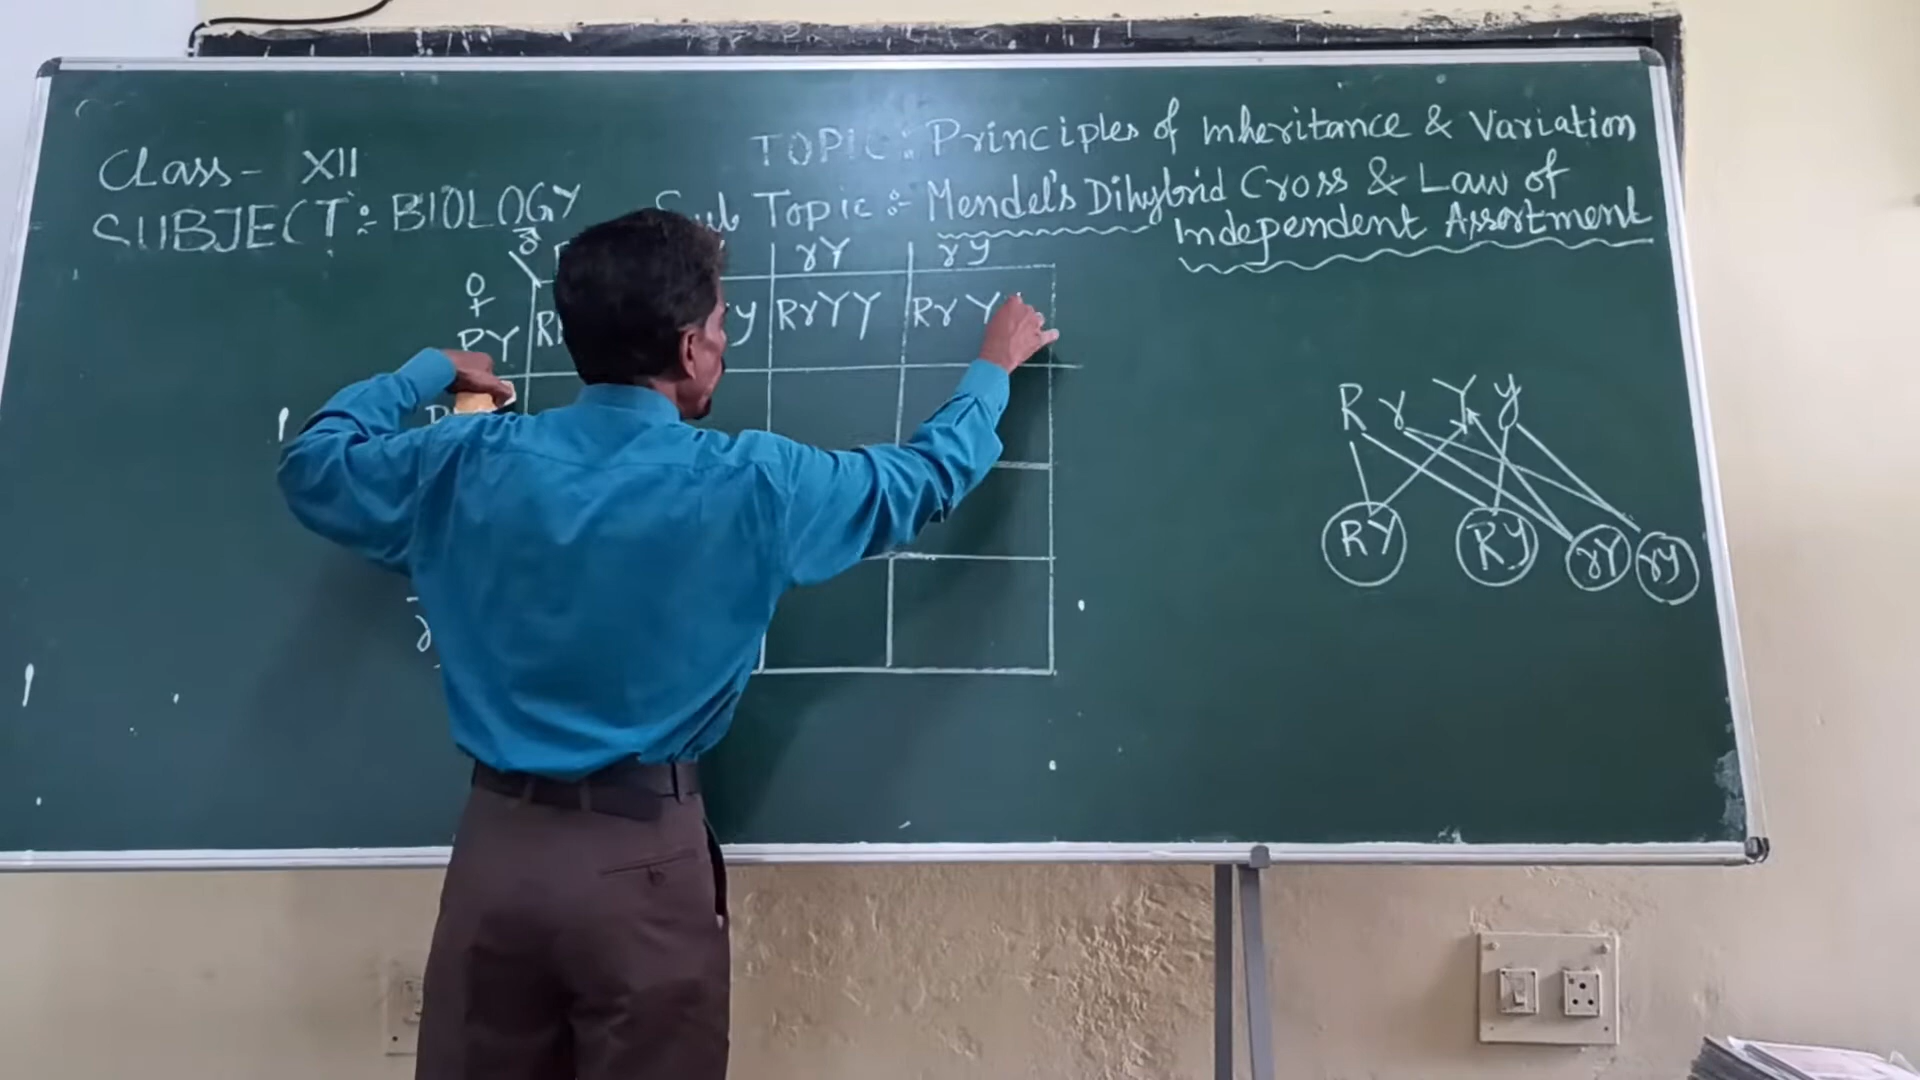 Class- XII
SUBJECT:- BIOLOGY
TOPIC :- Principles of Inheritance & Variation
Sub Topic :- Mendel's Dihybrid Cross & Law of
Independent Assortment
♂
♀
rY
ry
RY
RrYY
RrY
R r Y y
RY
Ry
rY
ry